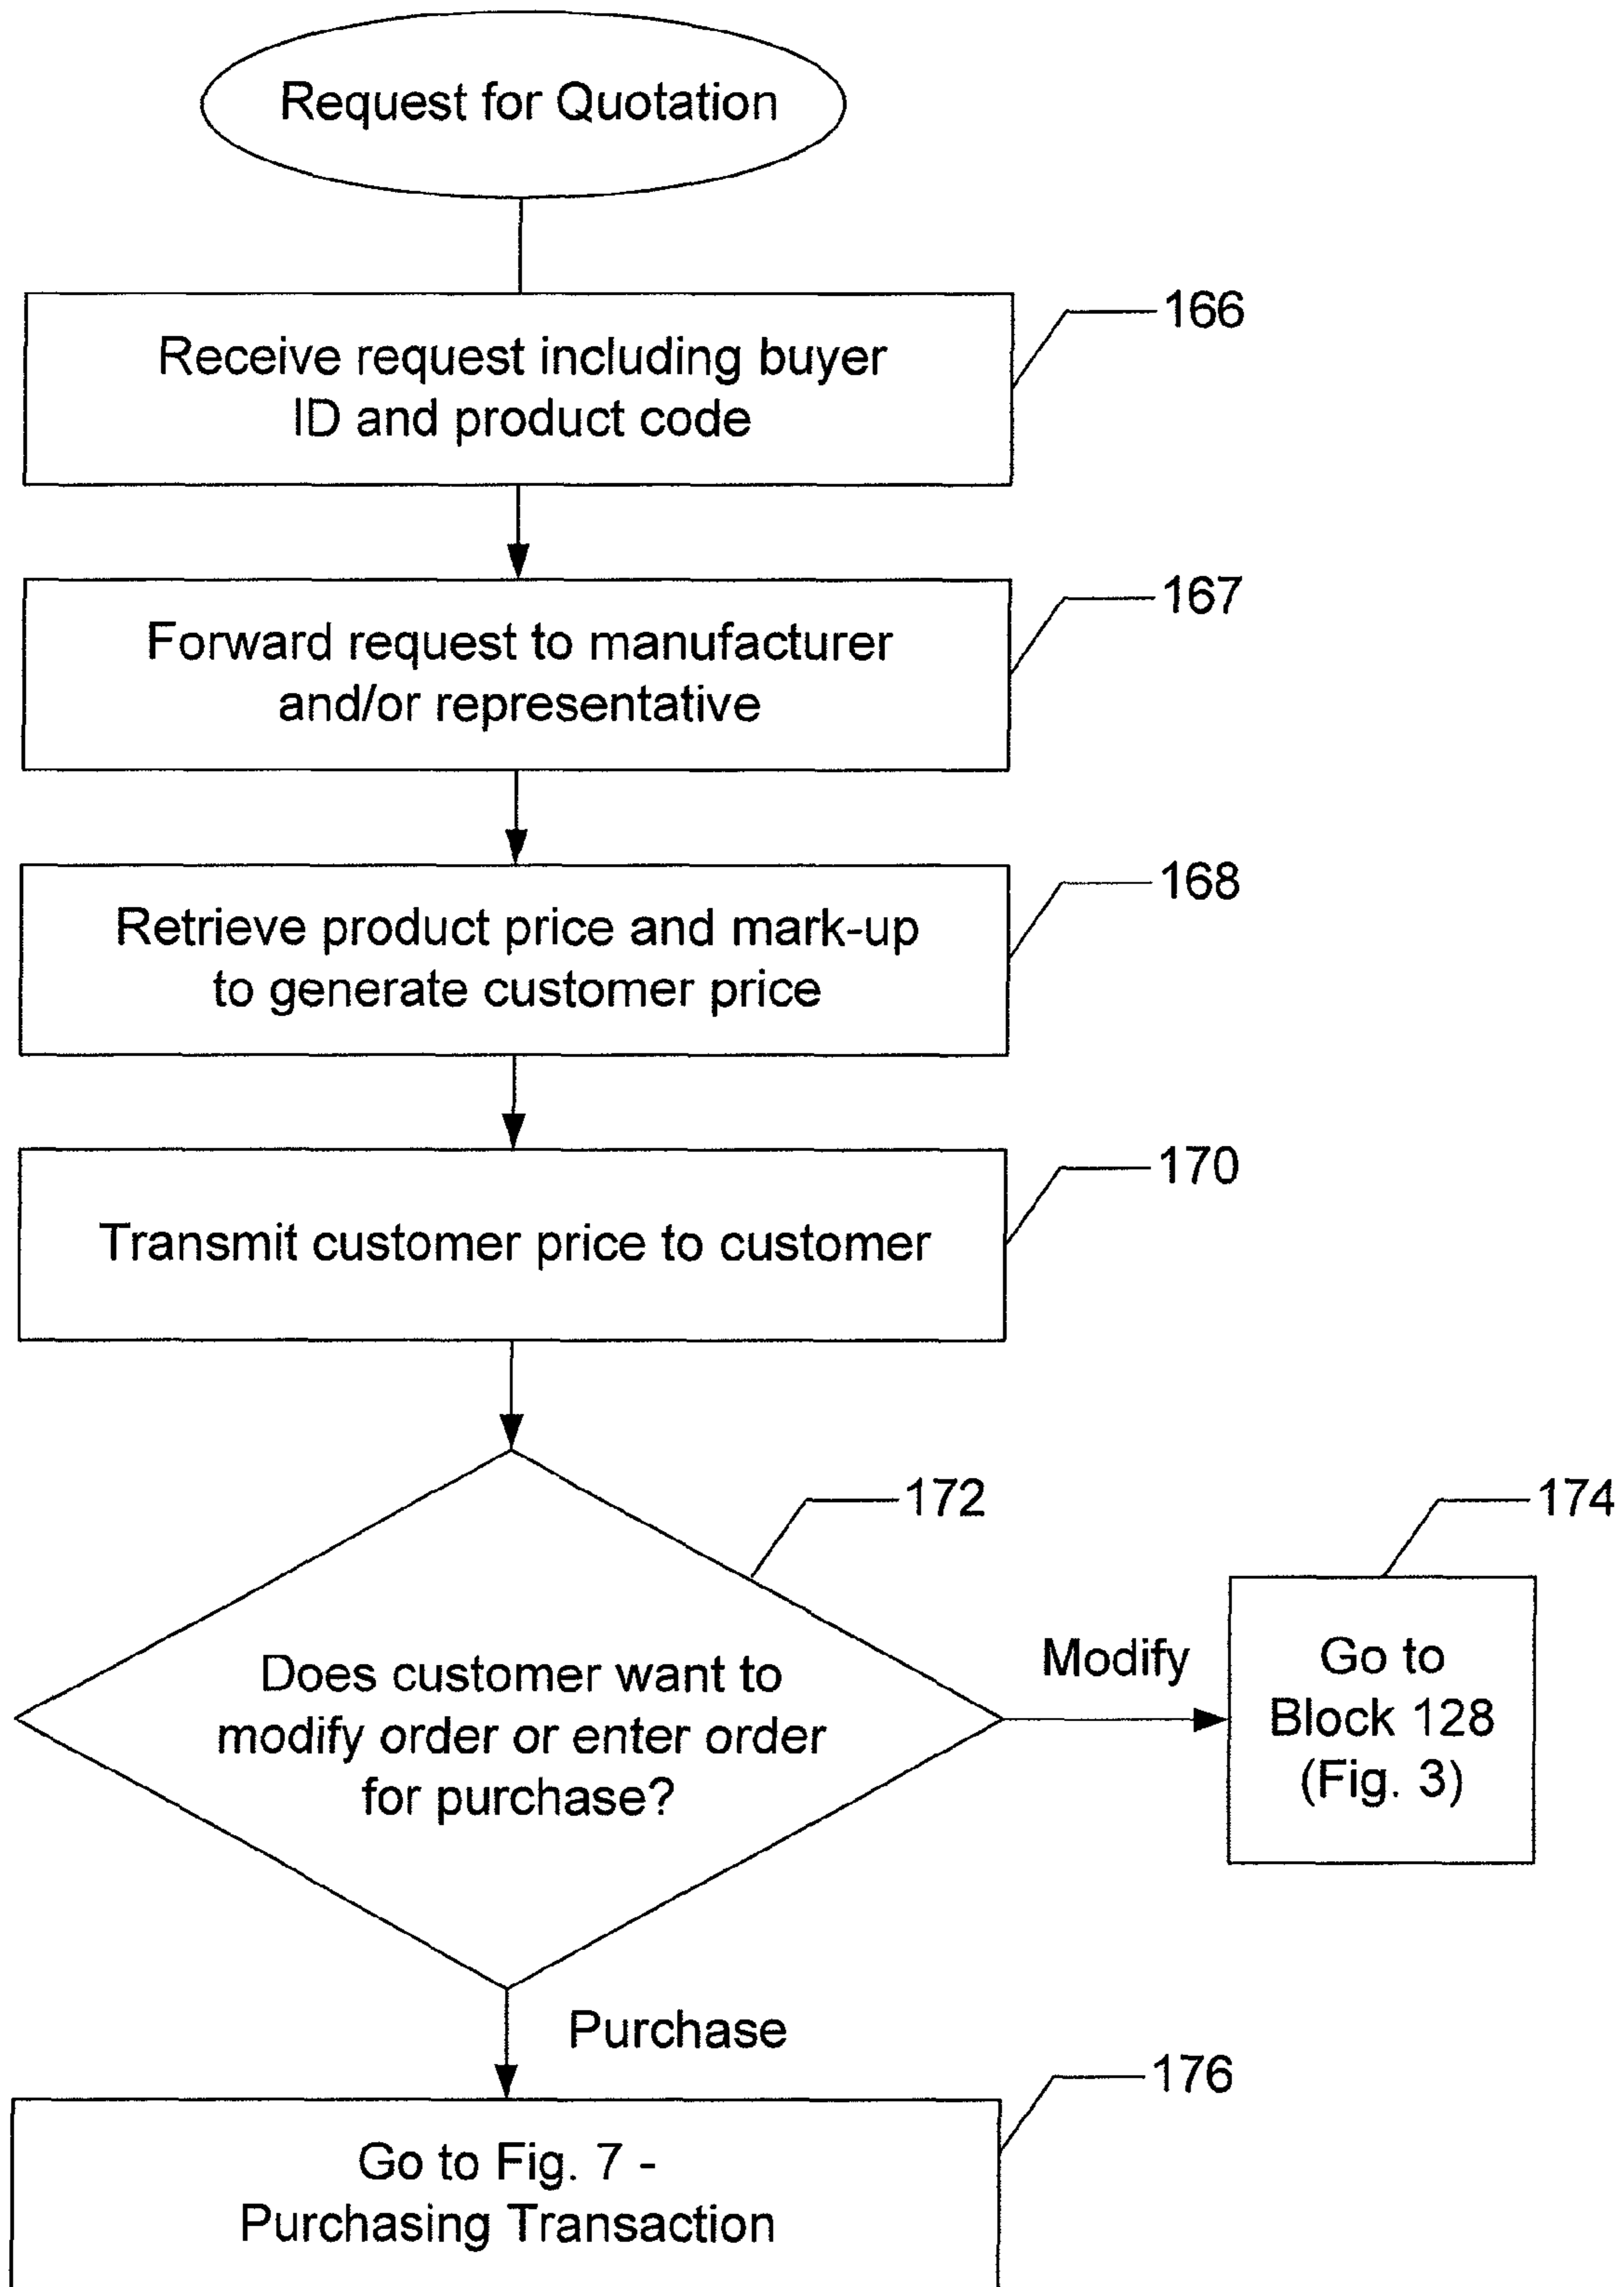 Request for Quotation
166
Receive request including buyer
ID and product code
167
Forward request to manufacturer
and/or representative
168
Retrieve product price and mark-up
to generate customer price
170
Transmit customer price to customer
172
Does customer want to
modify order or enter order
for purchase?
Modify
174
Go to
Block 128
(Fig. 3)
Purchase
176
Go to Fig. 7 -
Purchasing Transaction